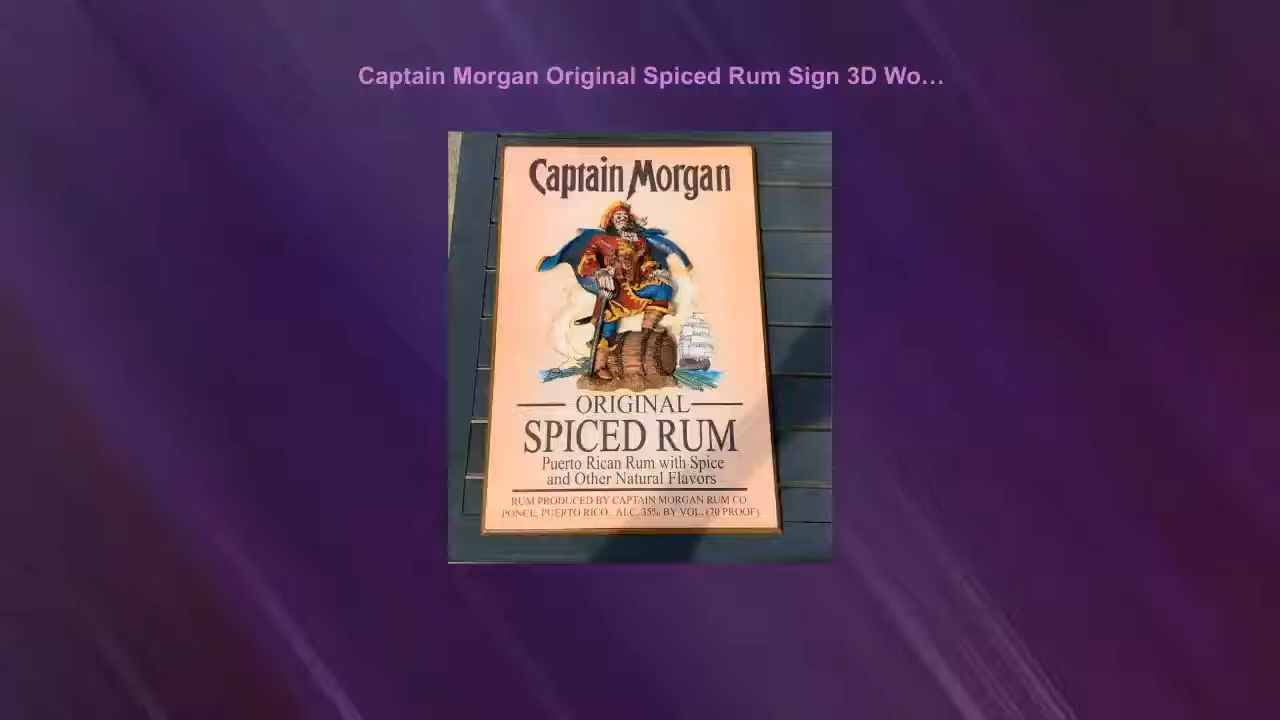 Captain Morgan Original Spiced Rum Sign 3D Wo...
Captain Morgan
ORIGINAL
SPICED RUM
Puerto Rican Rum with Spice
and Other Natural Flavors
RUM PRODUCED BY CAPTAIN MORGAN RUM CO
PONCE, PUERTO RICO . ALC. 35% BY VOL. (70 PROOF)